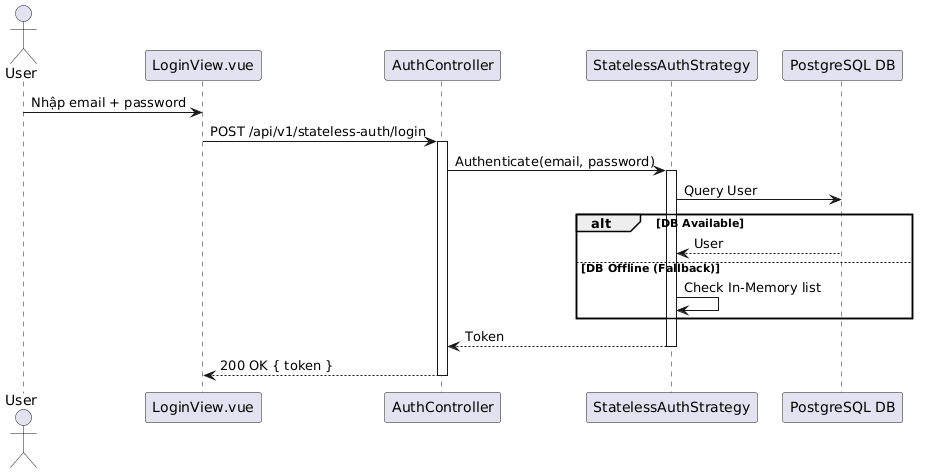 User
LoginView.vue
AuthController
StatelessAuthStrategy
PostgreSQL DB
Nhập email + password
POST /api/v1/stateless-auth/login
Authenticate(email, password)
Query User
alt
[DB Available]
User
[DB Offline (Fallback)]
Check In-Memory list
Token
200 OK { token }
User
LoginView.vue
AuthController
StatelessAuthStrategy
PostgreSQL DB